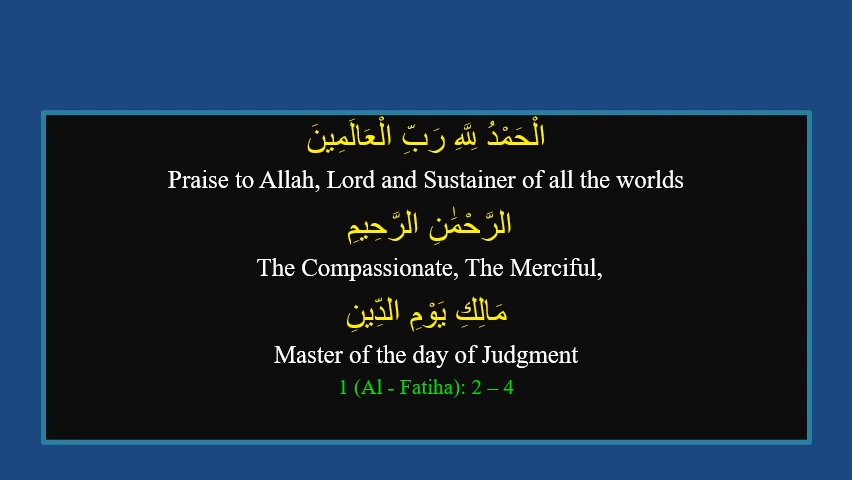 الْحَمْدُ لِلَّهِ رَبِّ الْعَالَمِينَ
Praise to Allah, Lord and Sustainer of all the worlds
الرَّحْمَٰنِ الرَّحِيمِ
The Compassionate, The Merciful,
مَالِكِ يَوْمِ الدِّينِ
Master of the day of Judgment
1 (Al - Fatiha): 2 – 4